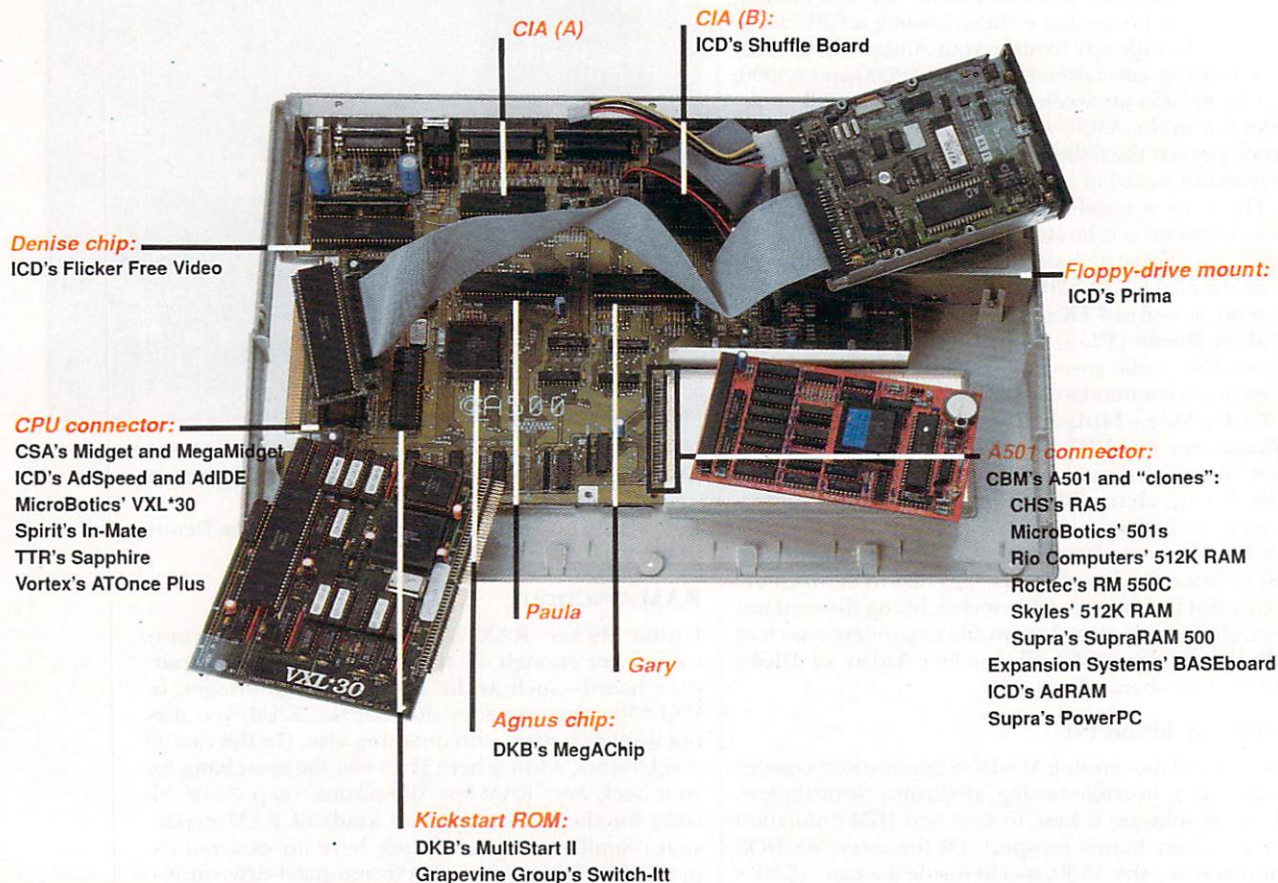 CIA (A)
CIA (B):
ICD's Shuffle Board
Denise chip:
ICD's Flicker Free Video
Floppy-drive mount:
ICD's Prima
©A500
CPU connector:
CSA's Midget and MegaMidget
ICD's AdSpeed and AdIDE
MicroBotics' VXL*30
Spirit's In-Mate
TTR's Sapphire
Vortex's ATOnce Plus
A501 connector:
CBM's A501 and "clones":
CHS's RA5
MicroBotics' 501s
Rio Computers' 512K RAM
Roctec's RM 550C
Skyles' 512K RAM
Supra's SupraRAM 500
Expansion Systems' BASEboard
ICD's AdRAM
Supra's PowerPC
Paula
Gary
VXL*30
Agnus chip:
DKB's MegAChip
Kickstart ROM:
DKB's MultiStart II
Grapevine Group's Switch-Itt